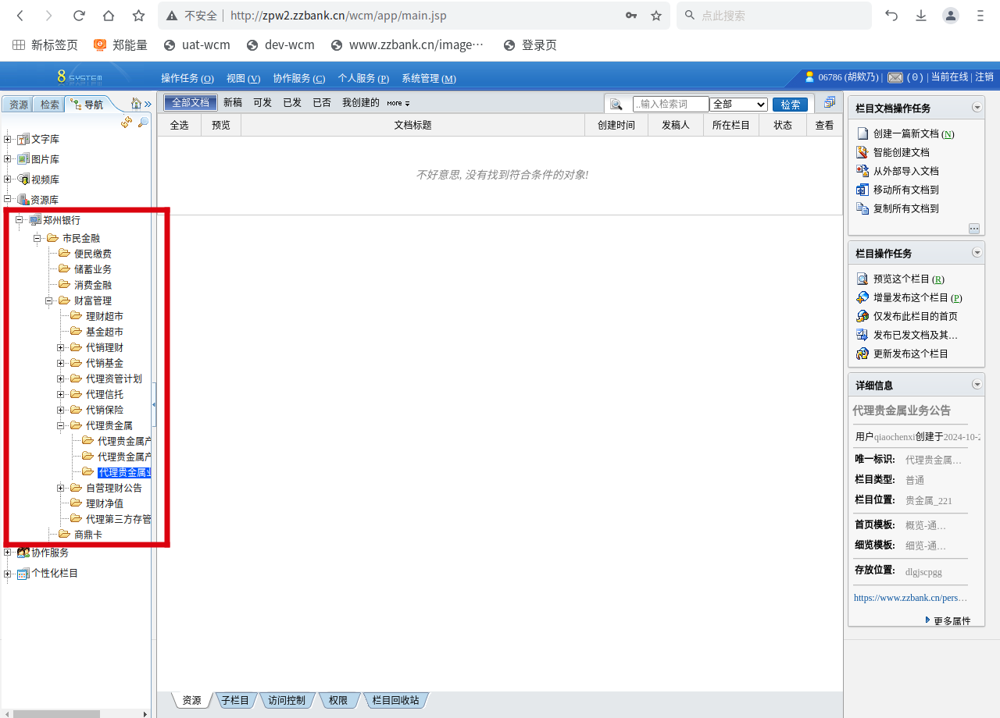 不安全 http://zpw2.zzbank.cn/wcm/app/main.jsp 点此搜索
新标签页 郑能量 uat-wcm dev-wcm www.zzbank.cn/image… 登录页
8 SYSTEM 操作任务 (O) 视图 (V) 协作服务 (C) 个人服务 (P) 系统管理 (M) 06786 (胡欸乃) | (0) | 当前在线 | 注销
资源 检索 导航 »
文字库
图片库
视频库
资源库
郑州银行
市民金融
便民缴费
储蓄业务
消费金融
财富管理
理财超市
基金超市
代销理财
代销基金
代理资管计划
代理信托
代销保险
代理贵金属
代理贵金属产
代理贵金属产
代理贵金属业
自营理财公告
理财净值
代理第三方存管
商鼎卡
协作服务
个性化栏目
全部文档 新稿 可发 已发 已否 我创建的 More ..输入检索词 全部 检索
全选 预览 文档标题 创建时间 发稿人 所在栏目 状态 查看
不好意思, 没有找到符合条件的对象!
资源 子栏目 访问控制 权限 栏目回收站
栏目文档操作任务
创建一篇新文档 (N)
智能创建文档
从外部导入文档
移动所有文档到
复制所有文档到
栏目操作任务
预览这个栏目 (R)
增量发布这个栏目 (P)
仅发布此栏目的首页
发布已发文档及其…
更新发布这个栏目
详细信息
代理贵金属业务公告
用户qiaochenxi创建于2024-10-2
唯一标识: 代理贵金属…
栏目类型: 普通
栏目位置: 贵金属_221
首页模板: 概览-通…
细览模板: 细览-通…
存放位置: dlgjscpgg
https://www.zzbank.cn/pers…
更多属性